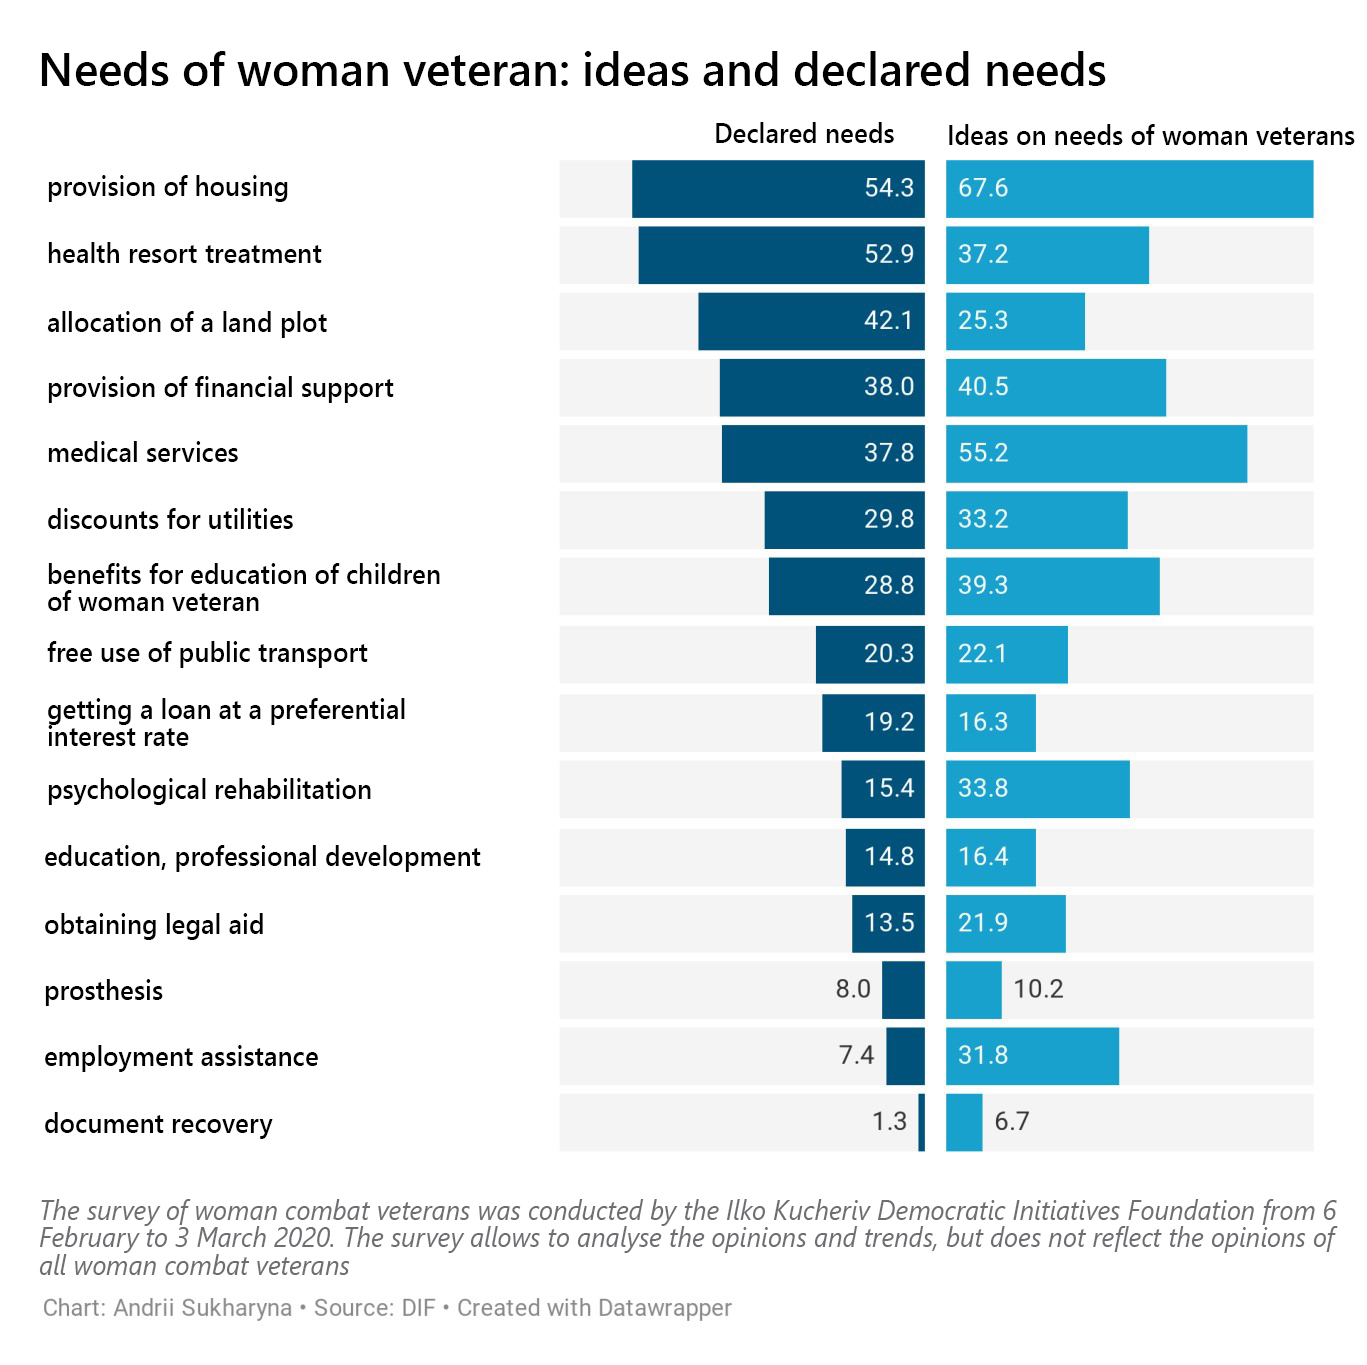 Needs of woman veteran: ideas and declared needs
Declared needs Ideas on needs of woman veterans
provision of housing 54.3 67.6
health resort treatment 52.9 37.2
allocation of a land plot 42.1 25.3
provision of financial support 38.0 40.5
medical services 37.8 55.2
discounts for utilities 29.8 33.2
benefits for education of children
of woman veteran 28.8 39.3
free use of public transport 20.3 22.1
getting a loan at a preferential
interest rate 19.2 16.3
psychological rehabilitation 15.4 33.8
education, professional development 14.8 16.4
obtaining legal aid 13.5 21.9
prosthesis 8.0 10.2
employment assistance 7.4 31.8
document recovery 1.3 6.7
The survey of woman combat veterans was conducted by the Ilko Kucheriv Democratic Initiatives Foundation from 6
February to 3 March 2020. The survey allows to analyse the opinions and trends, but does not reflect the opinions of
all woman combat veterans
Chart: Andrii Sukharyna • Source: DIF • Created with Datawrapper